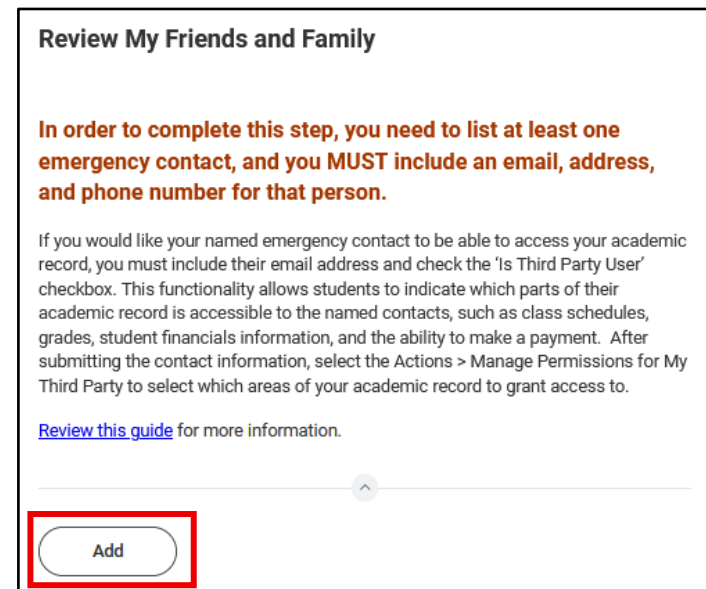 Review My Friends and Family
In order to complete this step, you need to list at least one
emergency contact, and you MUST include an email, address,
and phone number for that person.
If you would like your named emergency contact to be able to access your academic
record, you must include their email address and check the ‘Is Third Party User’
checkbox. This functionality allows students to indicate which parts of their
academic record is accessible to the named contacts, such as class schedules,
grades, student financials information, and the ability to make a payment.  After
submitting the contact information, select the Actions > Manage Permissions for My
Third Party to select which areas of your academic record to grant access to.
Review this guide for more information.
Add